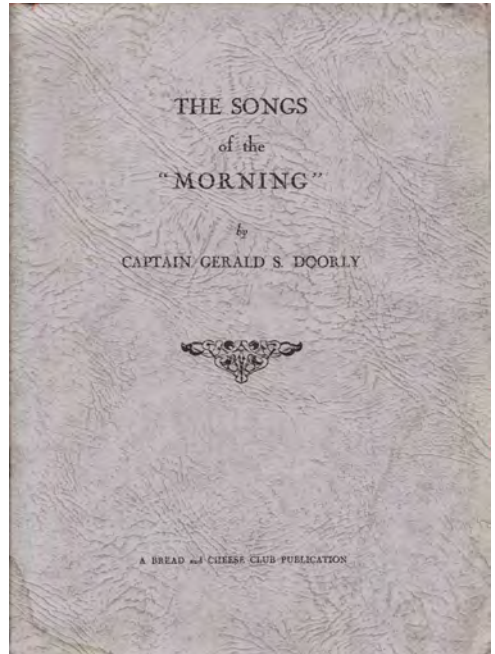 THE SONGS
of the
“MORNING”
by
CAPTAIN GERALD S. DOORLY
A BREAD and CHEESE CLUB PUBLICATION